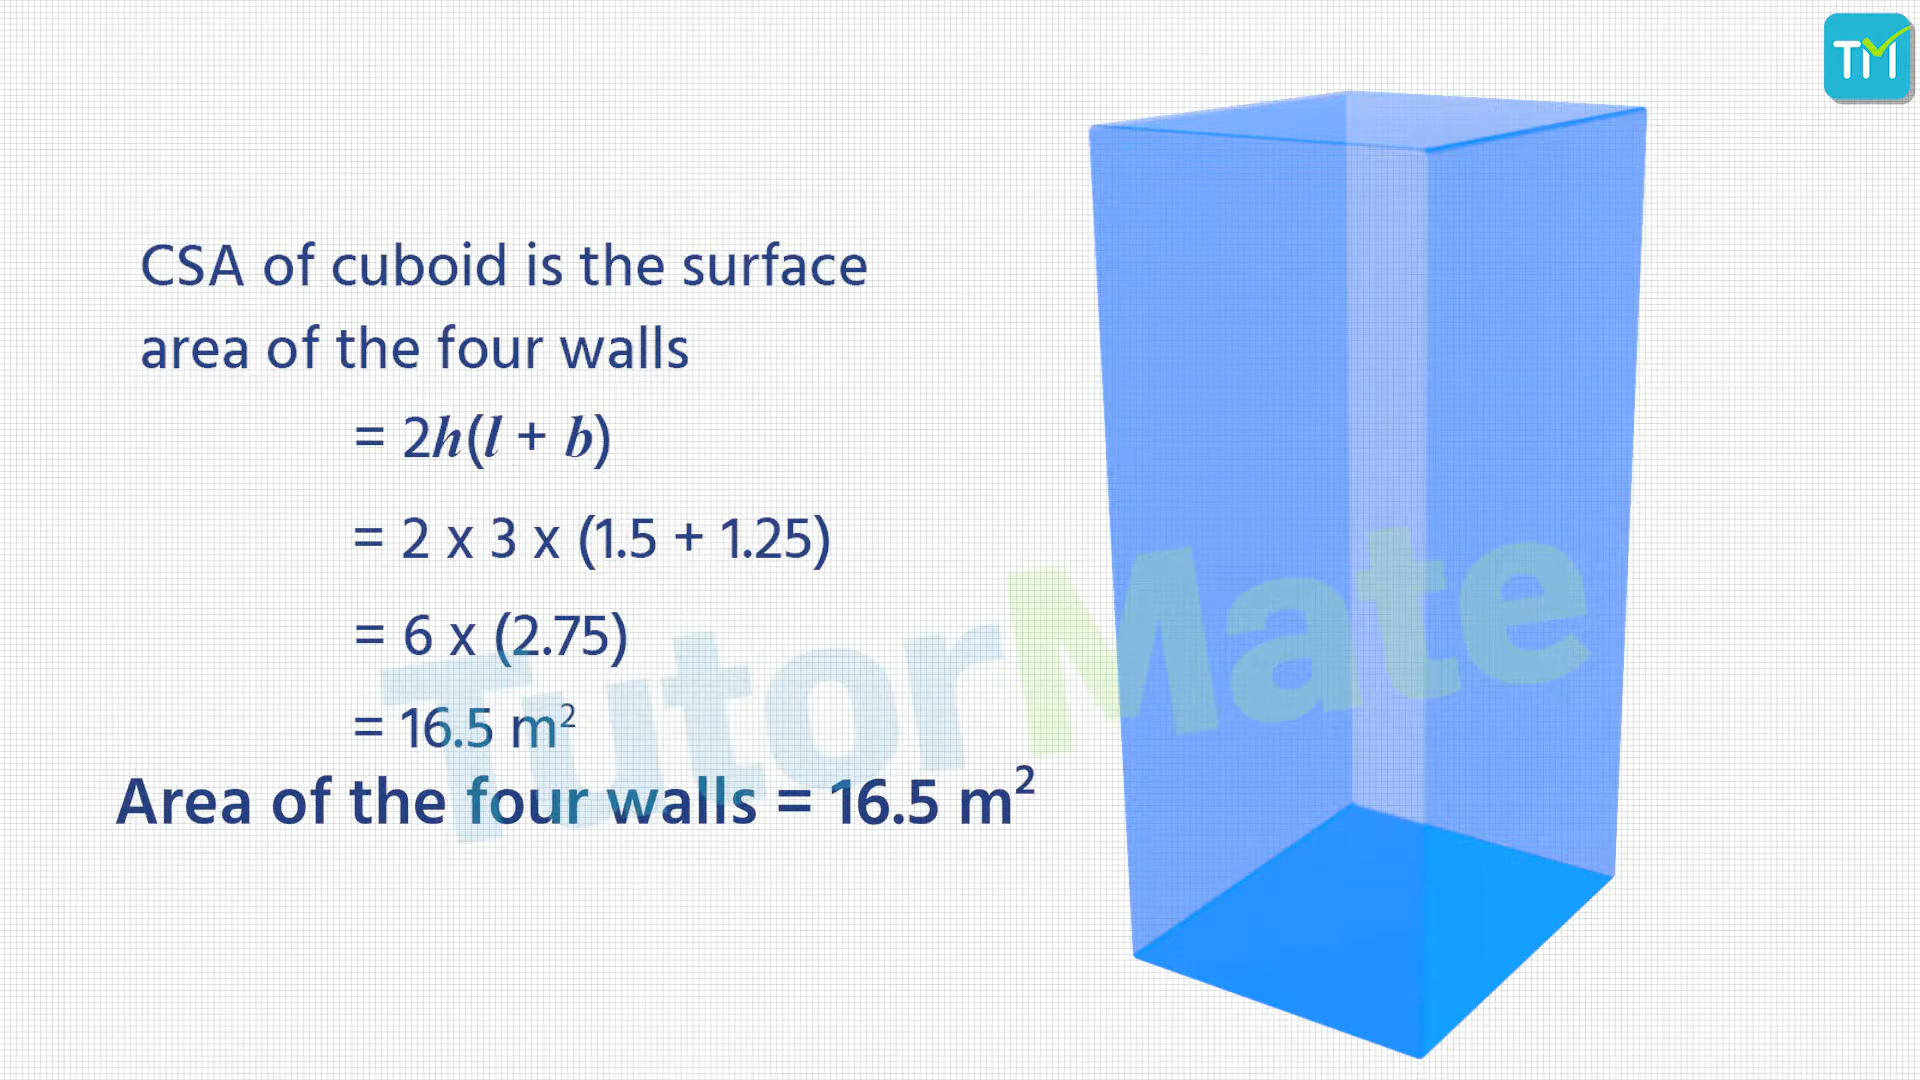 TM
CSA of cuboid is the surface
area of the four walls
= 2h(l + b)
= 2 x 3 x (1.5 + 1.25)
= 6 x (2.75)
= 16.5 m²
Area of the four walls = 16.5 m²
TutorMate